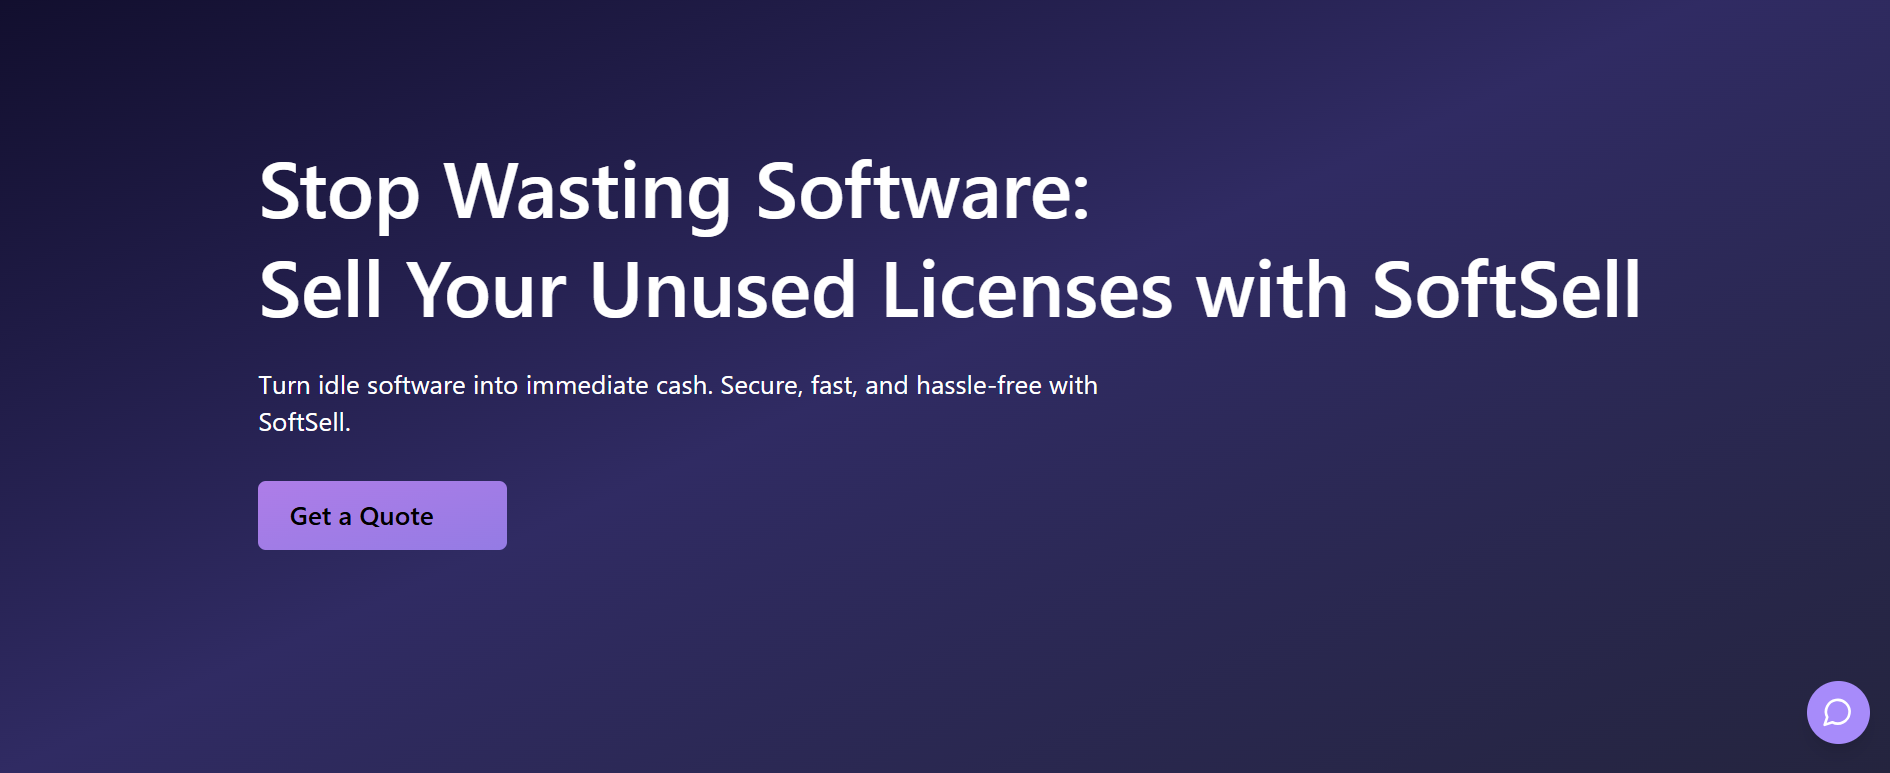 Stop Wasting Software:
Sell Your Unused Licenses with SoftSell
Turn idle software into immediate cash. Secure, fast, and hassle-free with
SoftSell.
Get a Quote